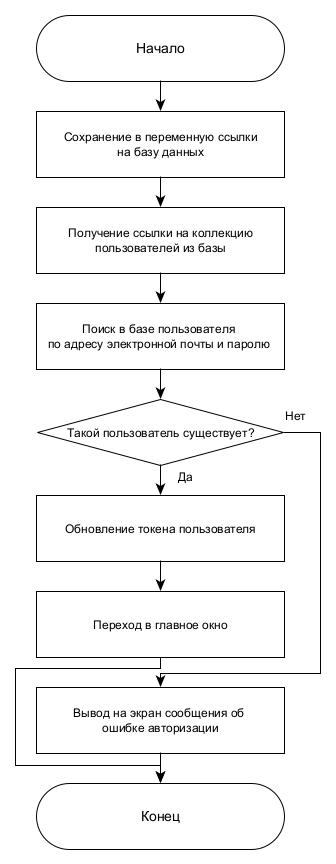 Начало
Сохранение в переменную ссылки
на базу данных
Получение ссылки на коллекцию
пользователей из базы
Поиск в базе пользователя
по адресу электронной почты и паролю
Такой пользователь существует?
Нет
Да
Обновление токена пользователя
Переход в главное окно
Вывод на экран сообщения об
ошибке авторизации
Конец